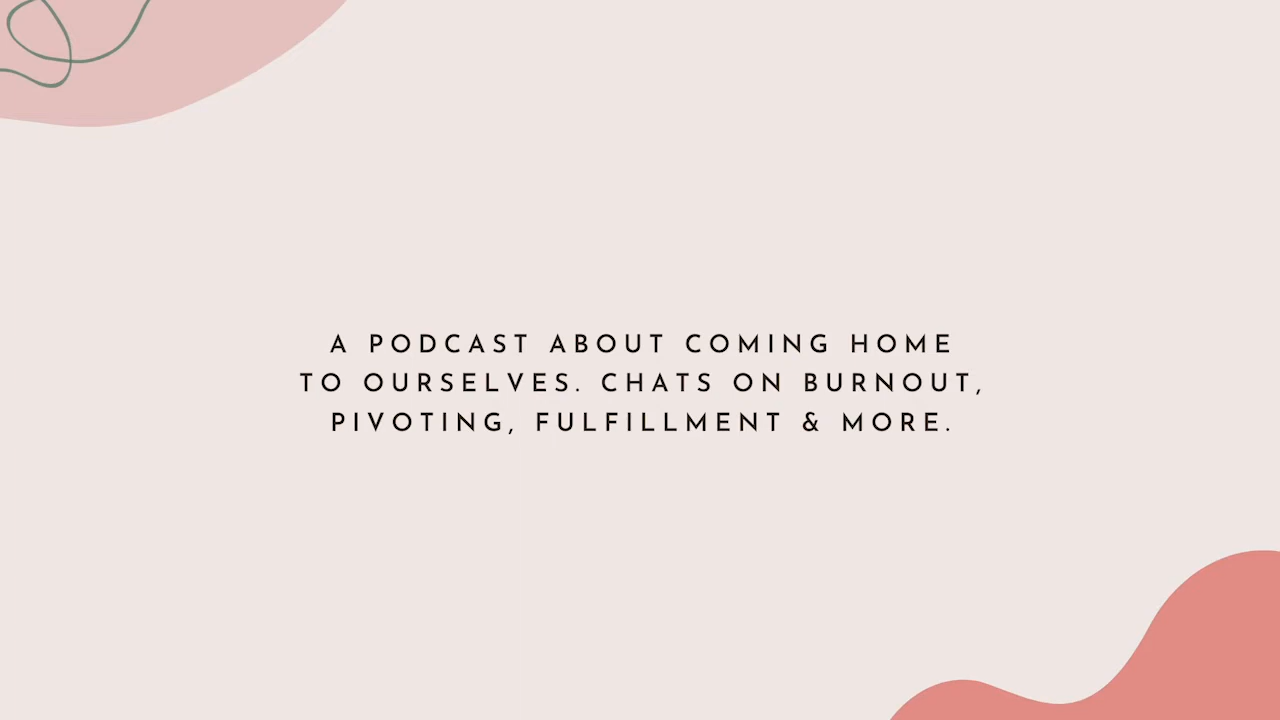 A PODCAST ABOUT COMING HOME
TO OURSELVES. CHATS ON BURNOUT,
PIVOTING, FULFILLMENT & MORE.